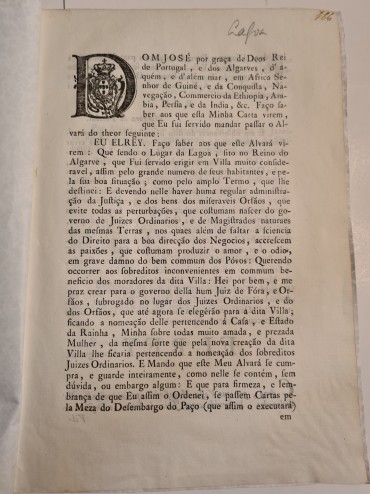 DOM JOSÉ por graça de Deos Rei
de Portugal, e dos Algarves, d'a-
quém, e d'além mar, em Africa Se-
nhor de Guiné, e da Conquista, Na-
vegação, Commercio da Ethiopia, Ara-
bia, Persia, e da India, &c. Faço sa-
ber aos que esta Minha Carta virem,
que Eu fui servido mandar passar o Al-
vará do theor seguinte:
EU ELREY. Faço saber aos que este Alvará vi-
rem: Que sendo o Lugar da Lagoa, sito no Reino do
Algarve, que Fui servido erigir em Villa muito conside-
ravel, assim pelo grande numero de seus habitantes, e pe-
la sua boa situação; como pelo amplo Termo, que lhe
destinei: E devendo nelle haver huma regular administra-
ção da Justiça, e dos bens dos miseraveis Orfãos, que
evite todas as perturbações, que costumam nascer do go-
verno de Juizes Ordinarios, e de Magistrados naturaes
das mesmas Terras, nos quaes além de faltar a sciencia
do Direito para a boa direcção dos Negocios, accrescem
as paixões, que costumam produzir o amor, e o odio,
em grave damno do bem commum dos Póvos: Querendo
occorrer aos sobreditos inconvenientes em commum be-
neficio dos moradores da dita Villa: Hei por bem, e me
praz crear para o governo della hum Juiz de Fóra, e Or-
fãos, subrogado no lugar dos Juizes Ordinarios, e do
dos Orfãos, que até agora se elegerão para a dita Villa;
ficando a nomeação delle pertencendo á Casa, e Estado
da Rainha, Minha sobre todas muito amada, e prezada
Mulher, da mesma sorte que pela nova creação da dita
Villa lhe ficaria pertencendo a nomeação dos sobreditos
Juizes Ordinarios. E Mando que este Meu Alvará se cum-
pra, e guarde inteiramente, como nelle se contém, sem
dúvida, ou embargo algum: E que para firmeza, e lem-
brança de que Eu assim o Ordenei, se passem Cartas pe-
la Meza do Desembargo do Paço (que assim o executará)
em